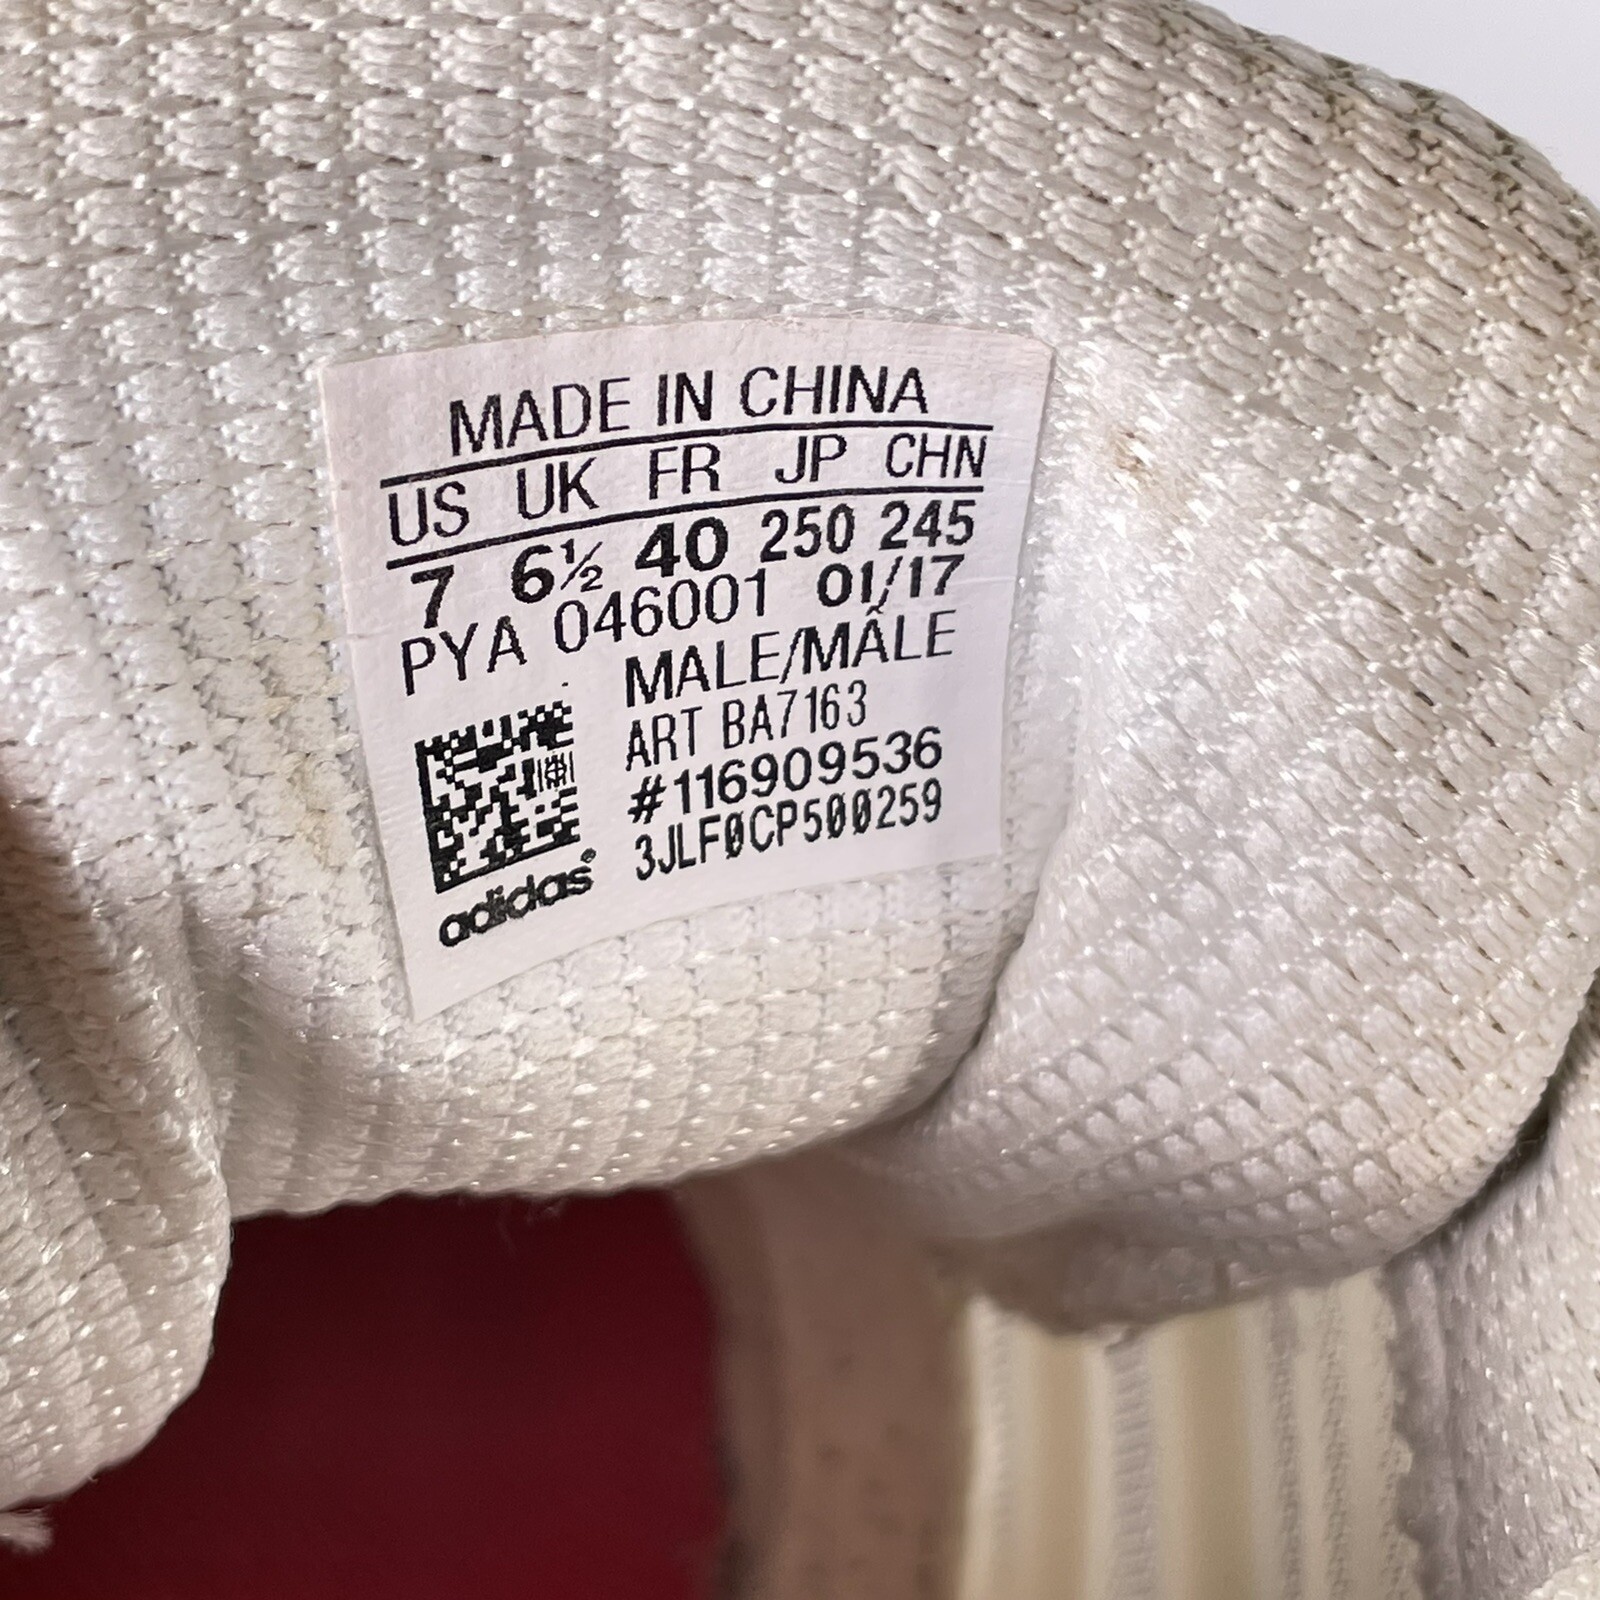 MADE IN CHINA
US UK FR JP CHN
7 6½ 40 250 245
PYA 046001 01/17
MALE/MÂLE
ART BA7163
#116909536
3JLF0CP500259
adidas®